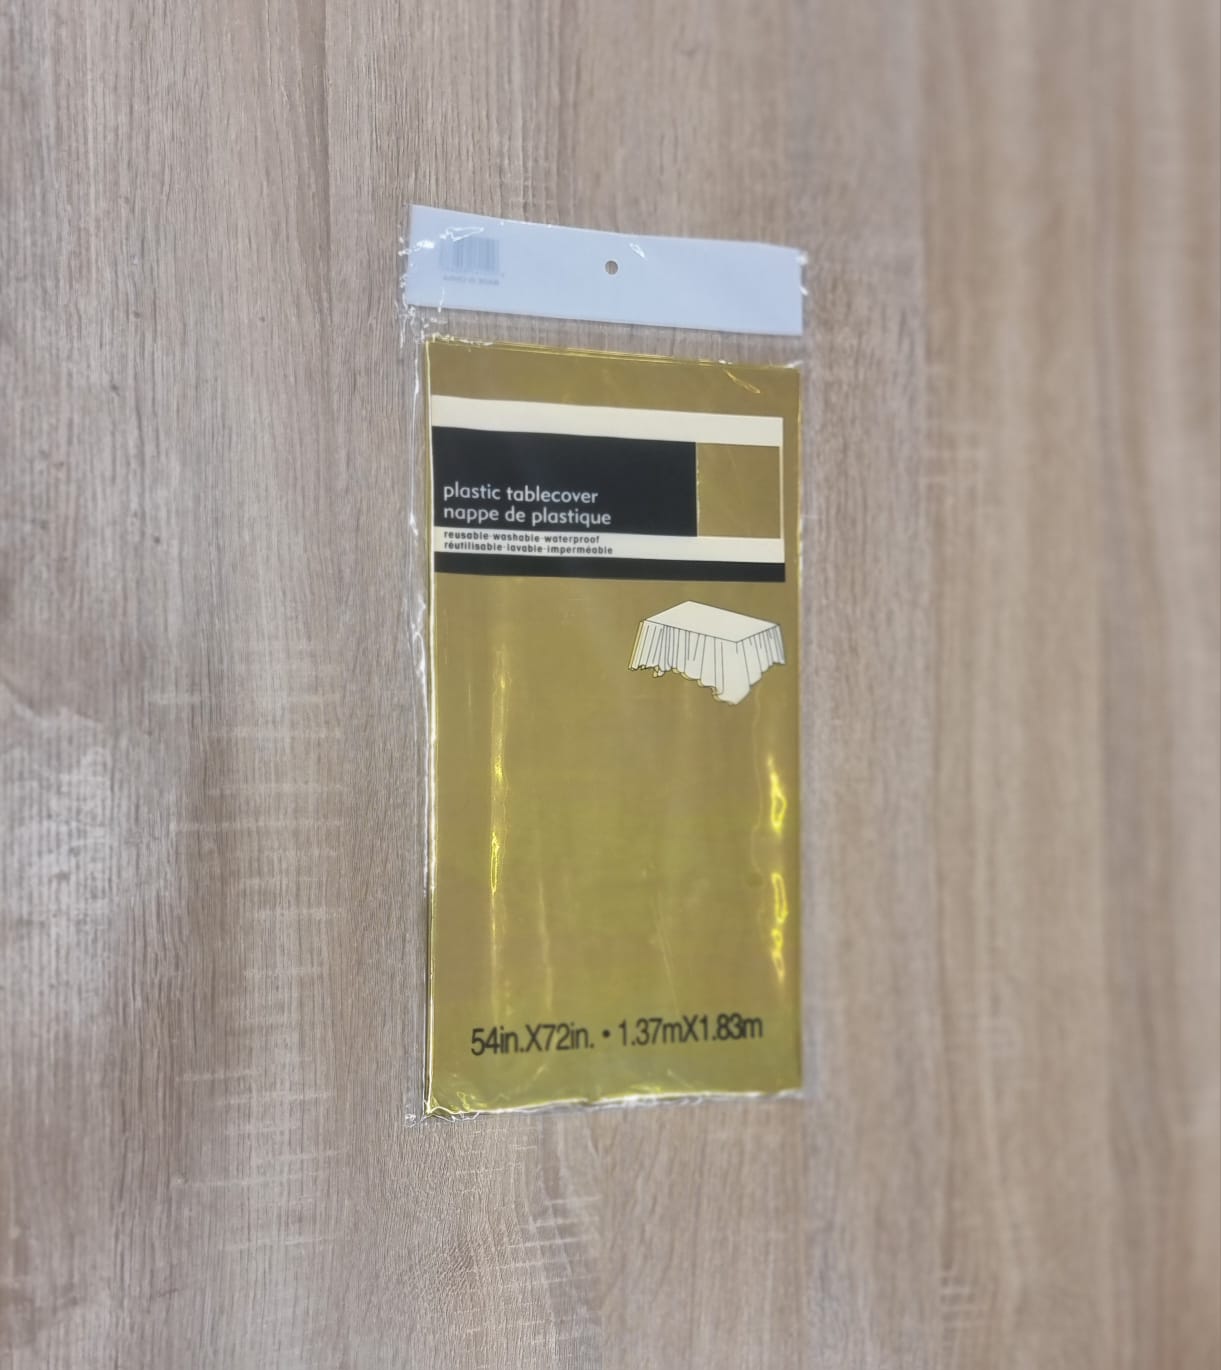 plastic tablecover
nappe de plastique
reusable·washable·waterproof
réutilisable·lavable·imperméable
54in.X72in. • 1.37mX1.83m